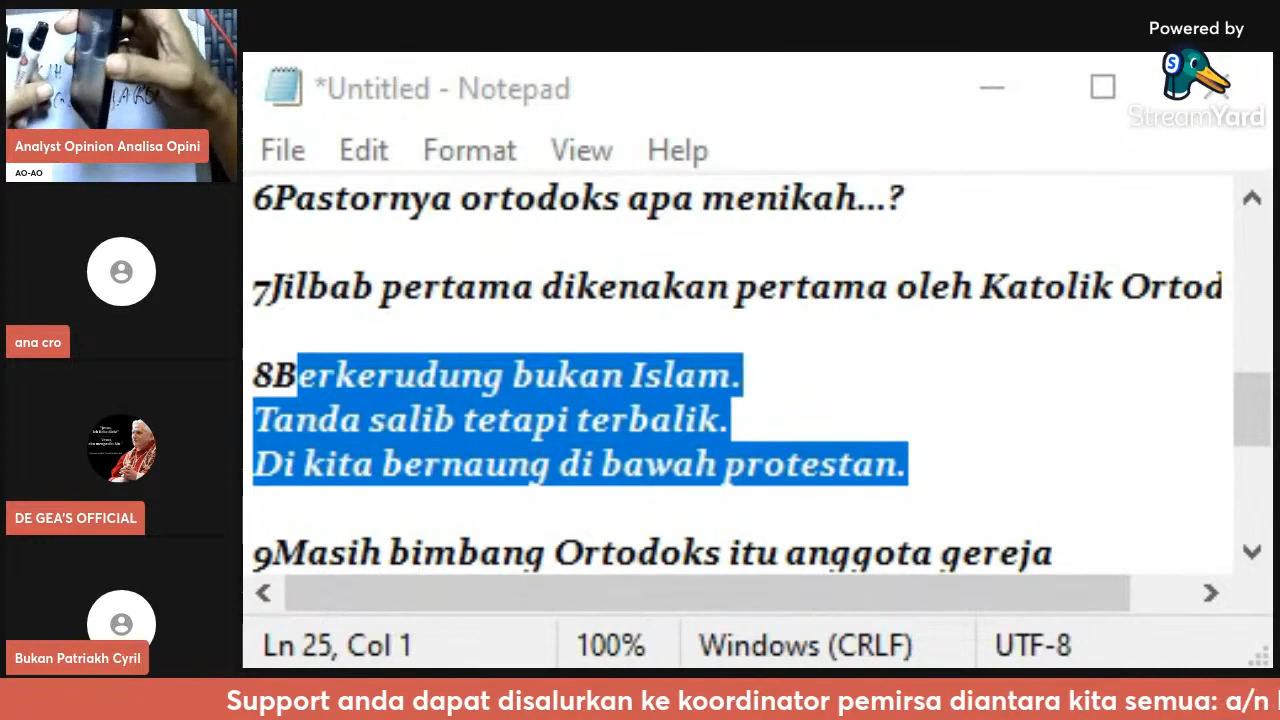 Powered by
StreamYard
Analyst Opinion Analisa Opini
AO-AO
ana cro
DE GEA'S OFFICIAL
Bukan Patriakh Cyril
*Untitled - Notepad
File Edit Format View Help
6Pastornya ortodoks apa menikah...?
7Jilbab pertama dikenakan pertama oleh Katolik Ortod
8Berkerudung bukan Islam.
Tanda salib tetapi terbalik.
Di kita bernaung di bawah protestan.
9Masih bimbang Ortodoks itu anggota gereja
Ln 25, Col 1 100% Windows (CRLF) UTF-8
Support anda dapat disalurkan ke koordinator pemirsa diantara kita semua: a/n